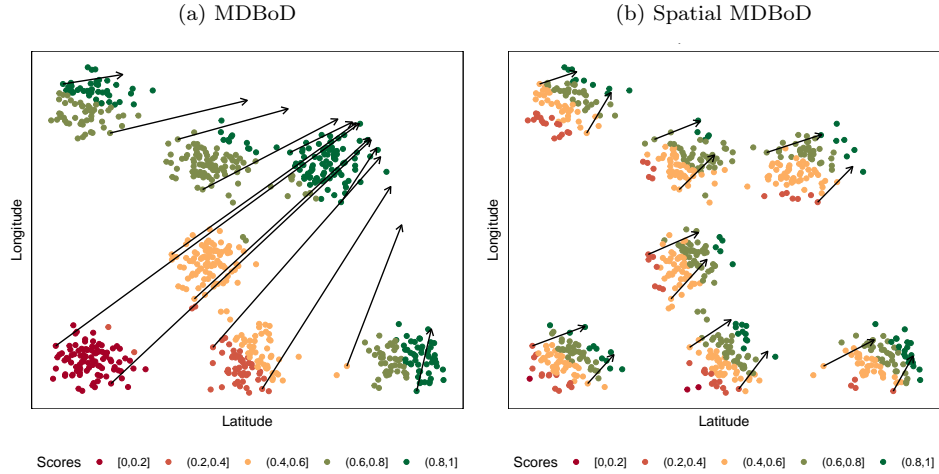 (a) MDBoD
(b) Spatial MDBoD
Longitude
Longitude
Latitude
Latitude
Scores [0,0.2] (0.2,0.4] (0.4,0.6] (0.6,0.8] (0.8,1]
Scores [0,0.2] (0.2,0.4] (0.4,0.6] (0.6,0.8] (0.8,1]